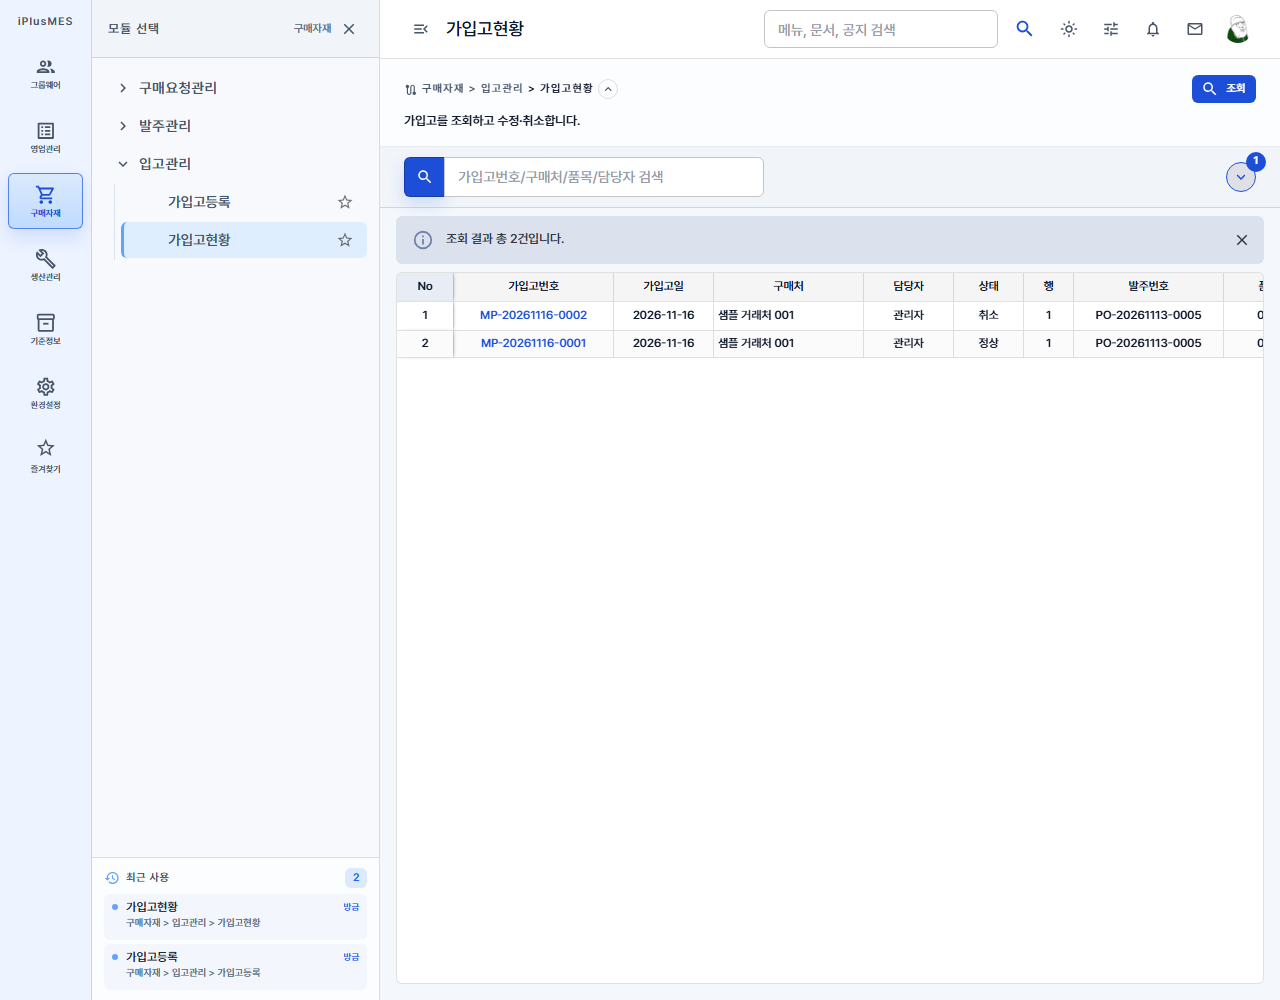 iPlusMES
그룹웨어
영업관리
구매자재
생산관리
기준정보
환경설정
즐겨찾기
모듈 선택
구매자재
구매요청관리
발주관리
입고관리
가입고등록
가입고현황
최근 사용
2
가입고현황
방금
구매자재 > 입고관리 > 가입고현황
가입고등록
방금
구매자재 > 입고관리 > 가입고등록
가입고현황
메뉴, 문서, 공지 검색
구매자재 > 입고관리 > 가입고현황
조회
가입고를 조회하고 수정·취소합니다.
가입고번호/구매처/품목/담당자 검색
1
조회 결과 총 2건입니다.
No 가입고번호 가입고일 구매처 담당자 상태 행 발주번호
1 MP-20261116-0002 2026-11-16 샘플 거래처 001 관리자 취소 1 PO-20261113-0005
2 MP-20261116-0001 2026-11-16 샘플 거래처 001 관리자 정상 1 PO-20261113-0005